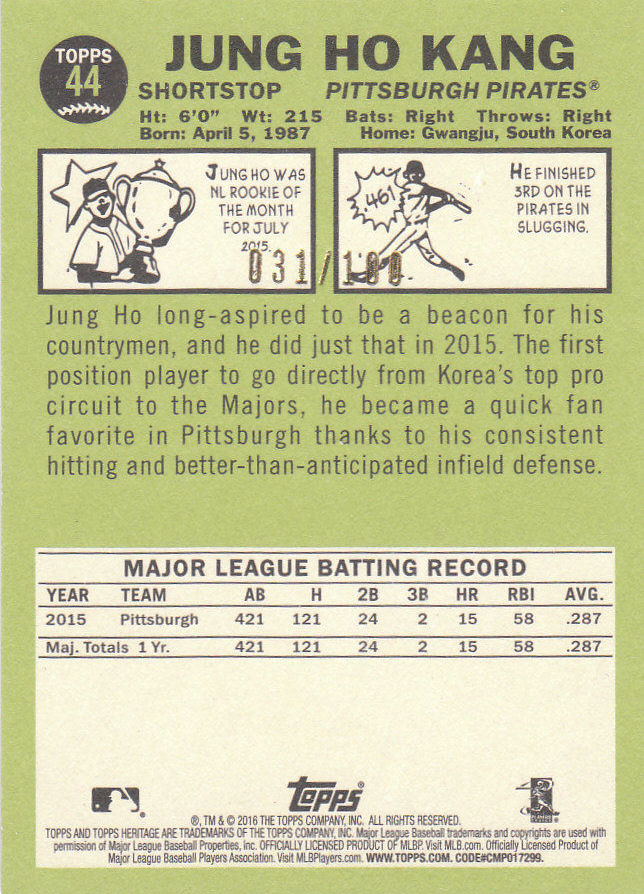 TOPPS
44
JUNG HO KANG
SHORTSTOP PITTSBURGH PIRATES®
Ht: 6'0" Wt: 215 Bats: Right Throws: Right
Born: April 5, 1987 Home: Gwangju, South Korea
JUNG HO WAS
NL ROOKIE OF
THE MONTH
FOR JULY
2015.
.461
HE FINISHED
3RD ON THE
PIRATES IN
SLUGGING.
031/100
Jung Ho long-aspired to be a beacon for his
countrymen, and he did just that in 2015. The first
position player to go directly from Korea's top pro
circuit to the Majors, he became a quick fan
favorite in Pittsburgh thanks to his consistent
hitting and better-than-anticipated infield defense.
MAJOR LEAGUE BATTING RECORD
YEAR TEAM AB H 2B 3B HR RBI AVG.
2015 Pittsburgh 421 121 24 2 15 58 .287
Maj. Totals 1 Yr. 421 121 24 2 15 58 .287
Topps®
®, TM & © 2016 THE TOPPS COMPANY, INC. ALL RIGHTS RESERVED.
TOPPS AND TOPPS HERITAGE ARE TRADEMARKS OF THE TOPPS COMPANY, INC. Major League Baseball trademarks and copyrights are used with
permission of Major League Baseball Properties, Inc. OFFICIALLY LICENSED PRODUCT OF MLBP. Visit MLB.com. Officially Licensed Product of
Major League Baseball Players Association. Visit MLBPlayers.com. WWW.TOPPS.COM. CODE#CMP017299.